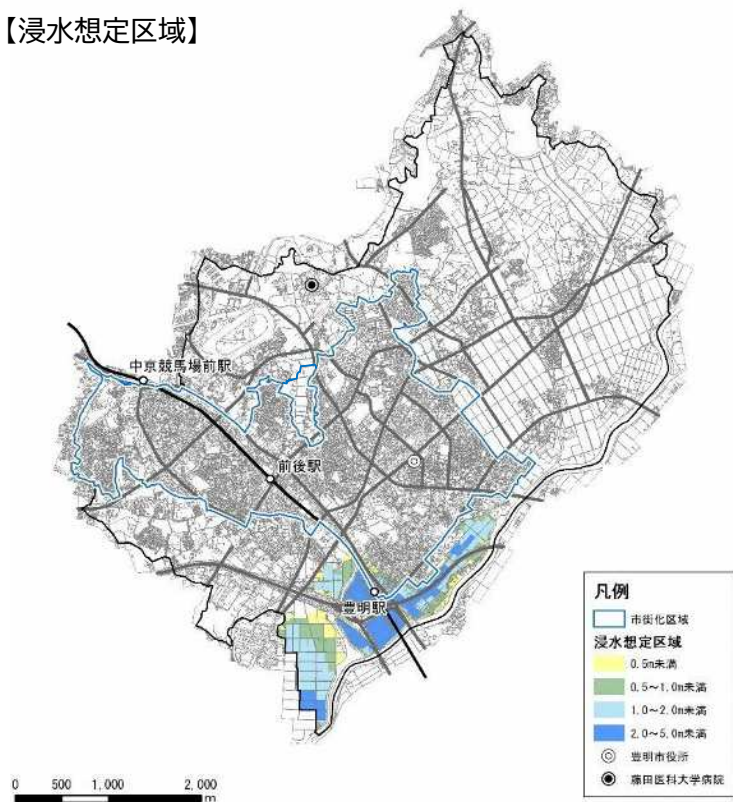 【浸水想定区域】
中京競馬場前駅
前後駅
豊明駅
凡例
市街化区域
浸水想定区域
0.5m未満
0.5～1.0m未満
1.0～2.0m未満
2.0～5.0m未満
豊明市役所
藤田医科大学病院
0 500 1,000 2,000
m